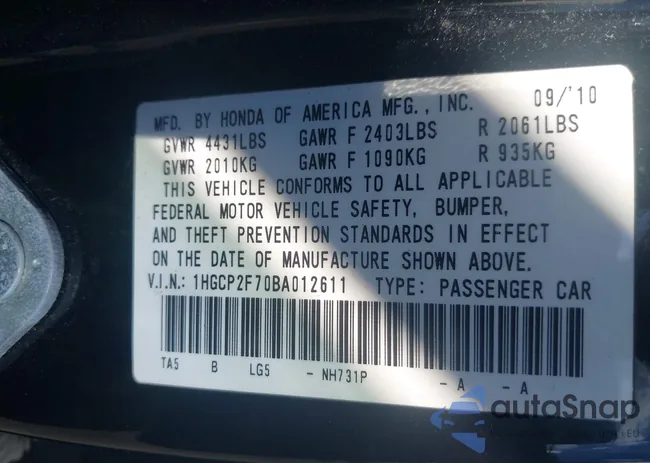 MFD. BY HONDA OF AMERICA MFG., INC. 09/'10
GVWR 4431LBS GAWR F 2403LBS R 2061LBS
GVWR 2010KG GAWR F 1090KG R 935KG
THIS VEHICLE CONFORMS TO ALL APPLICABLE
FEDERAL MOTOR VEHICLE SAFETY, BUMPER,
AND THEFT PREVENTION STANDARDS IN EFFECT
ON THE DATE OF MANUFACTURE SHOWN ABOVE.
V.I.N.: 1HGCP2F70BA012611 TYPE: PASSENGER CAR
TA5 B LG5 - NH731P - A - A
autoSnap